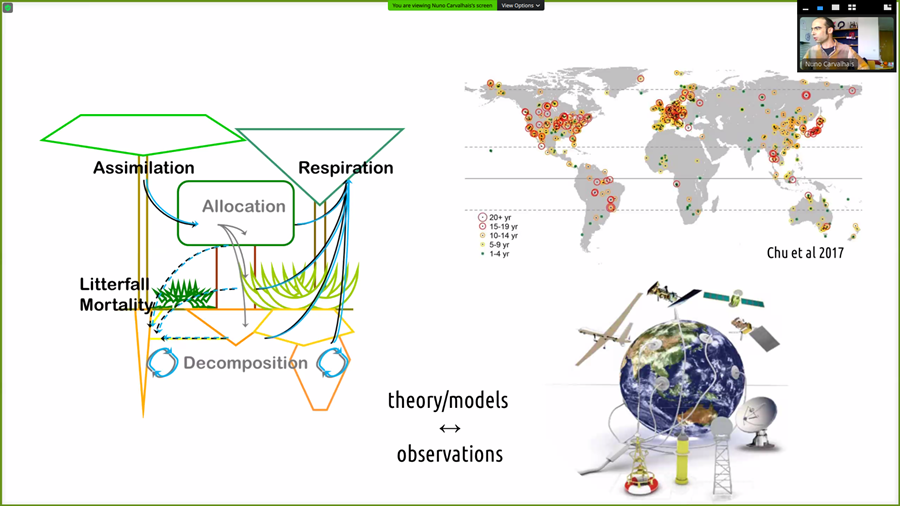 You are viewing Nuno Carvalhais's screen
View Options
Nuno Carvalhais
Assimilation
Respiration
Allocation
Litterfall
Mortality
Decomposition
20+ yr
15-19 yr
10-14 yr
5-9 yr
1-4 yr
Chu et al 2017
theory/models
↔
observations